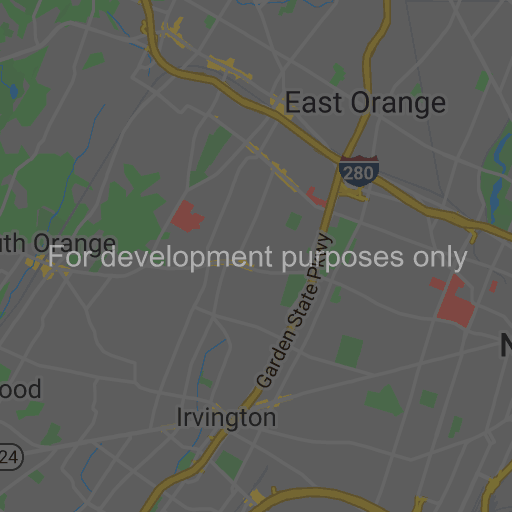 East Orange
280
uth Orange
For development purposes only
Garden State Pkwy
N
ood
Irvington
24